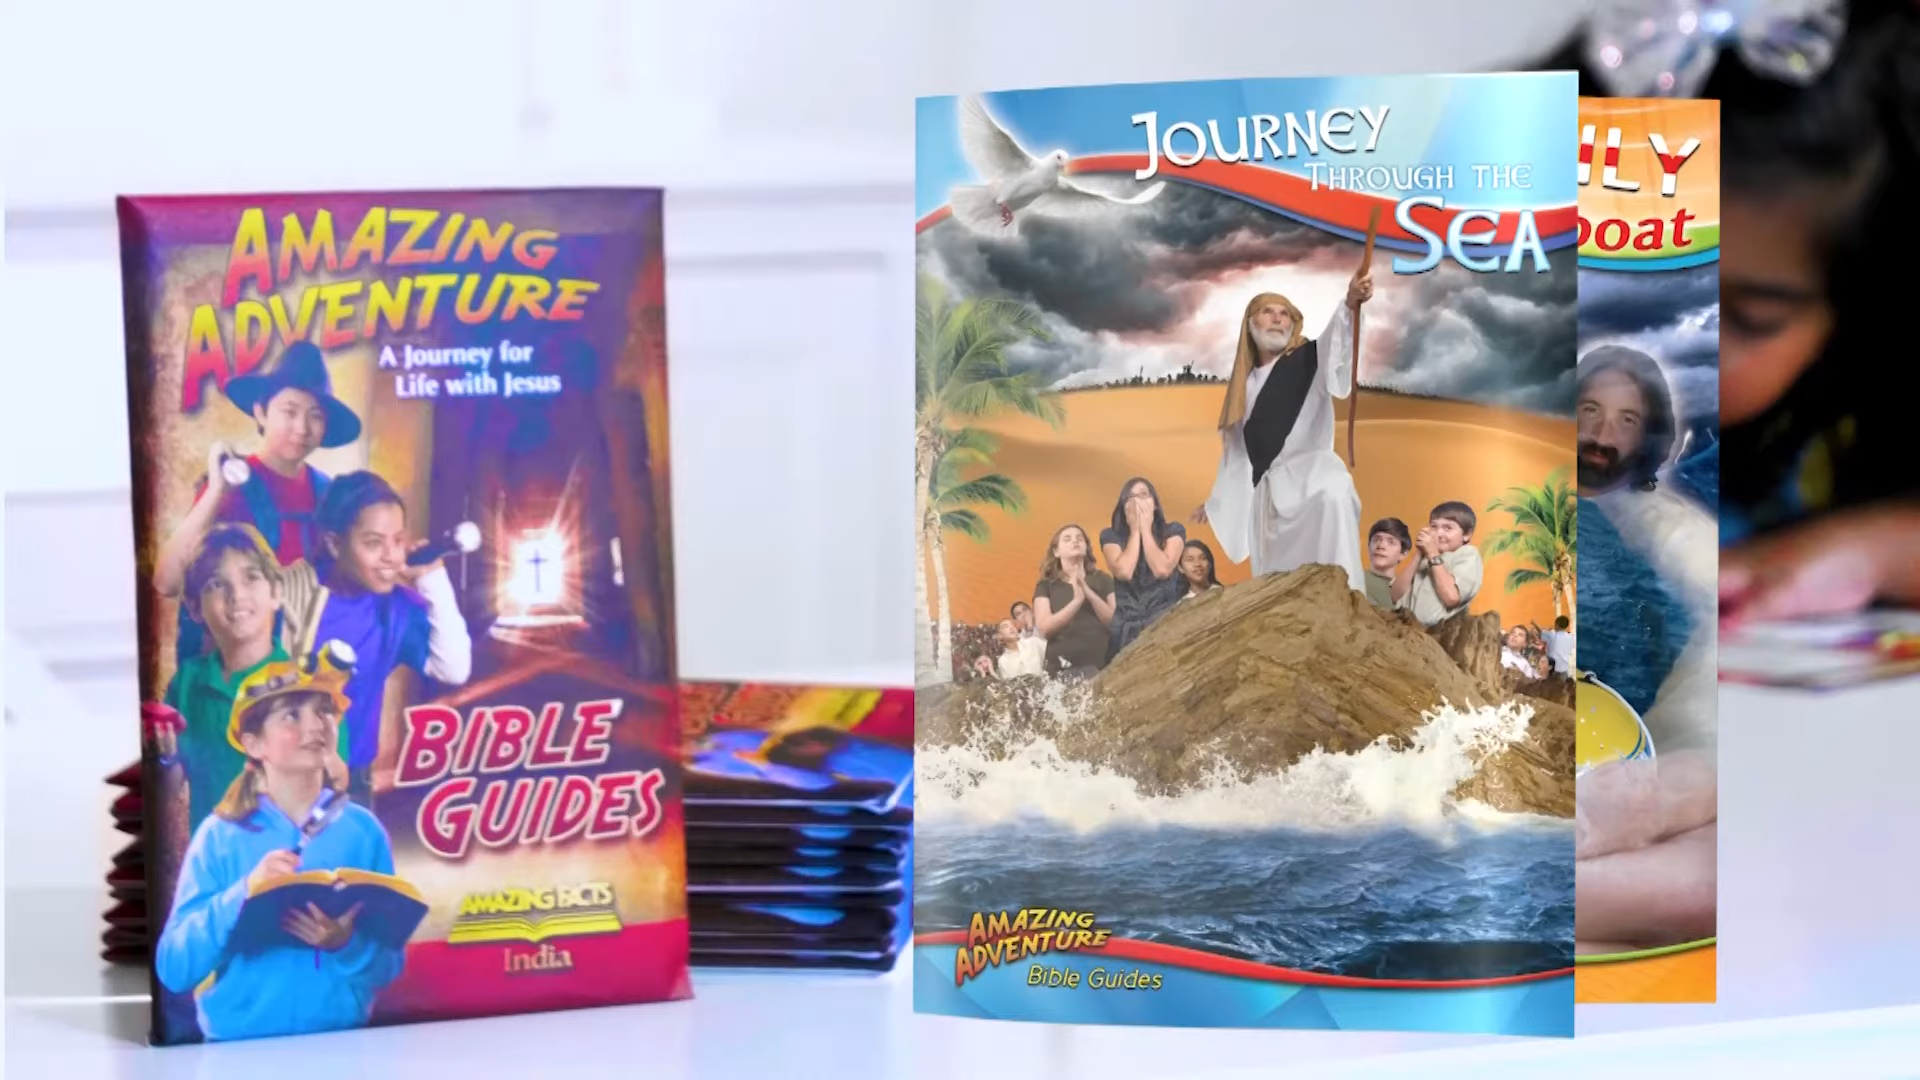 AMAZING
ADVENTURE
A Journey for
Life with Jesus
BIBLE
GUIDES
AMAZING FACTS
India
JOURNEY
THROUGH THE
SEA
AMAZING
ADVENTURE
Bible Guides
boat